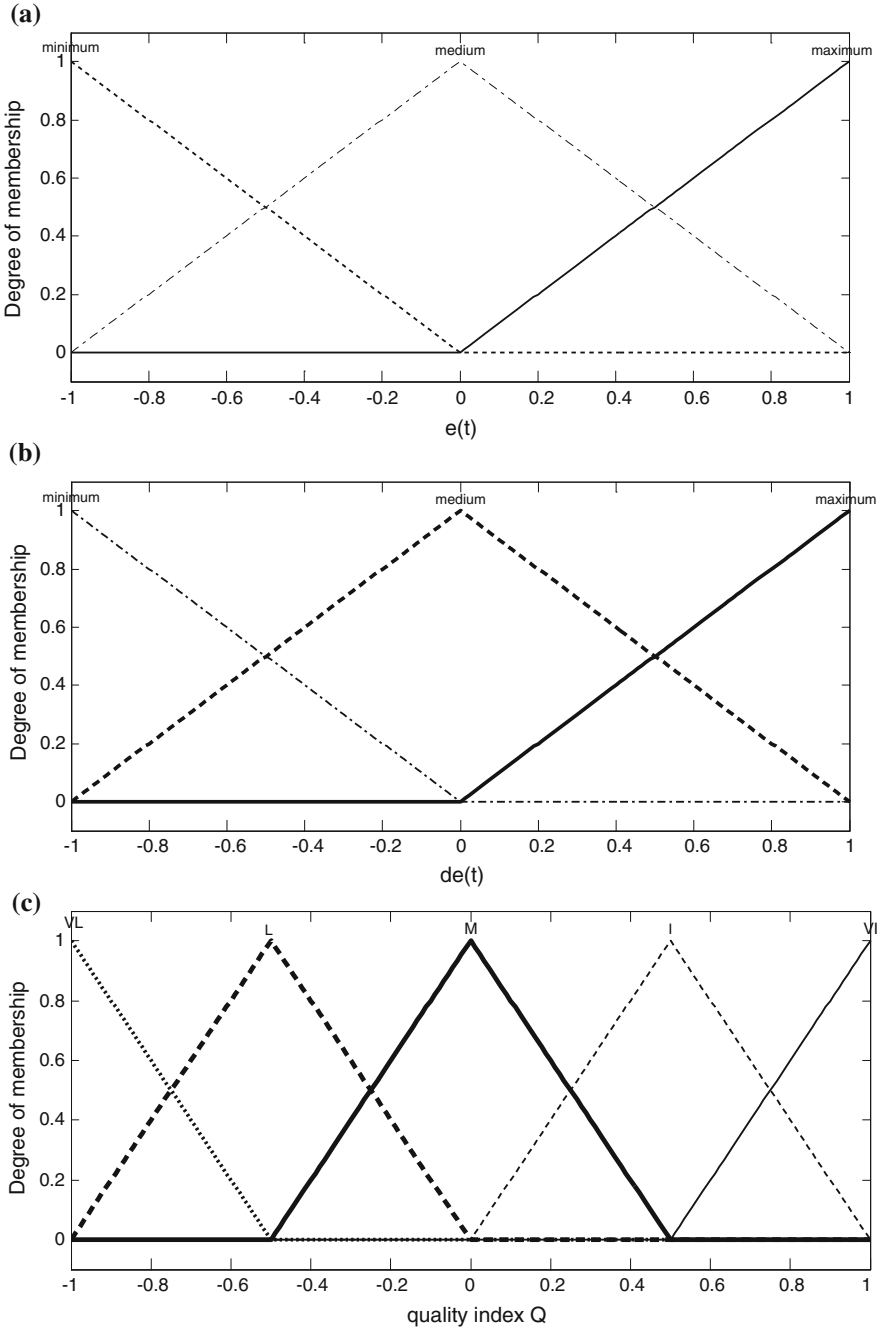 (a)
minimum medium maximum
1
0.8
0.6
0.4
0.2
0
Degree of membership
-1 -0.8 -0.6 -0.4 -0.2 0 0.2 0.4 0.6 0.8 1
e(t)
(b)
minimum medium maximum
1
0.8
0.6
0.4
0.2
0
Degree of membership
-1 -0.8 -0.6 -0.4 -0.2 0 0.2 0.4 0.6 0.8 1
de(t)
(c)
VL L M I VI
1
0.8
0.6
0.4
0.2
0
Degree of membership
-1 -0.8 -0.6 -0.4 -0.2 0 0.2 0.4 0.6 0.8 1
quality index Q